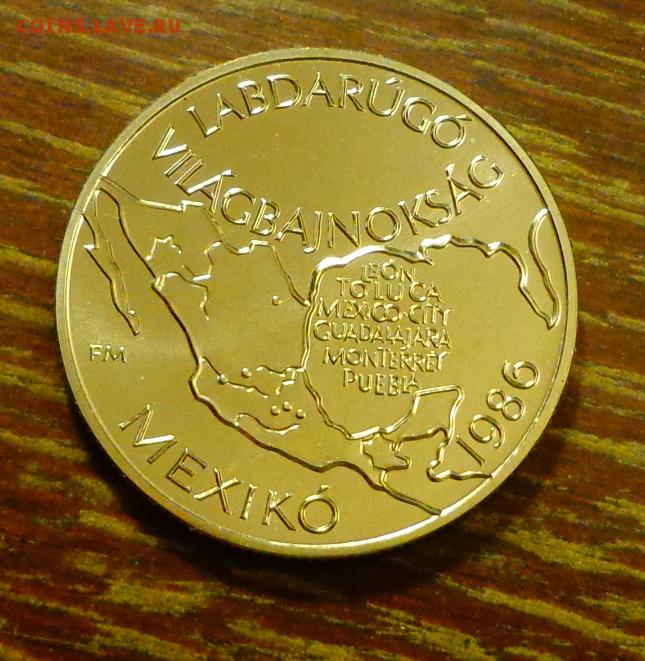 COINS.LAVE.RU
LABDARÚGÓ
VILÁGBAJNOKSÁG
LEÓN
TOLUCA
MEXICO-CITY
GUADALAJARA
MONTERREY
PUEBLA
FM
1986
MEXIKÓ